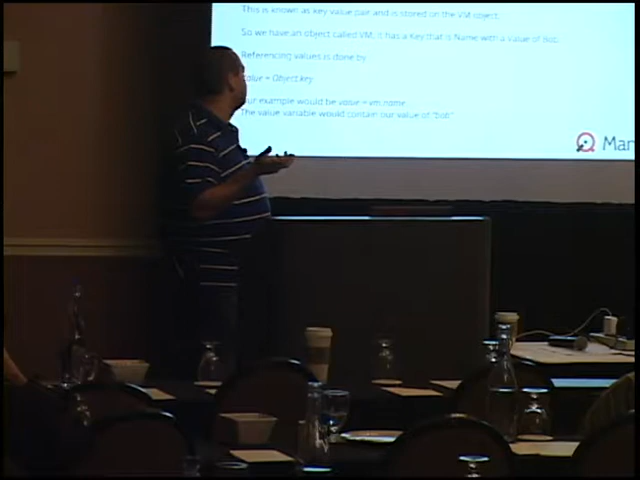 This is known as key value pair and is stored on the VM object.
So we have an object called VM, it has a Key that is Name with a Value of Bob.
Referencing values is done by:
value = Object.key
our example would be value = vm.name
The value variable would contain our value of "bob"
Man